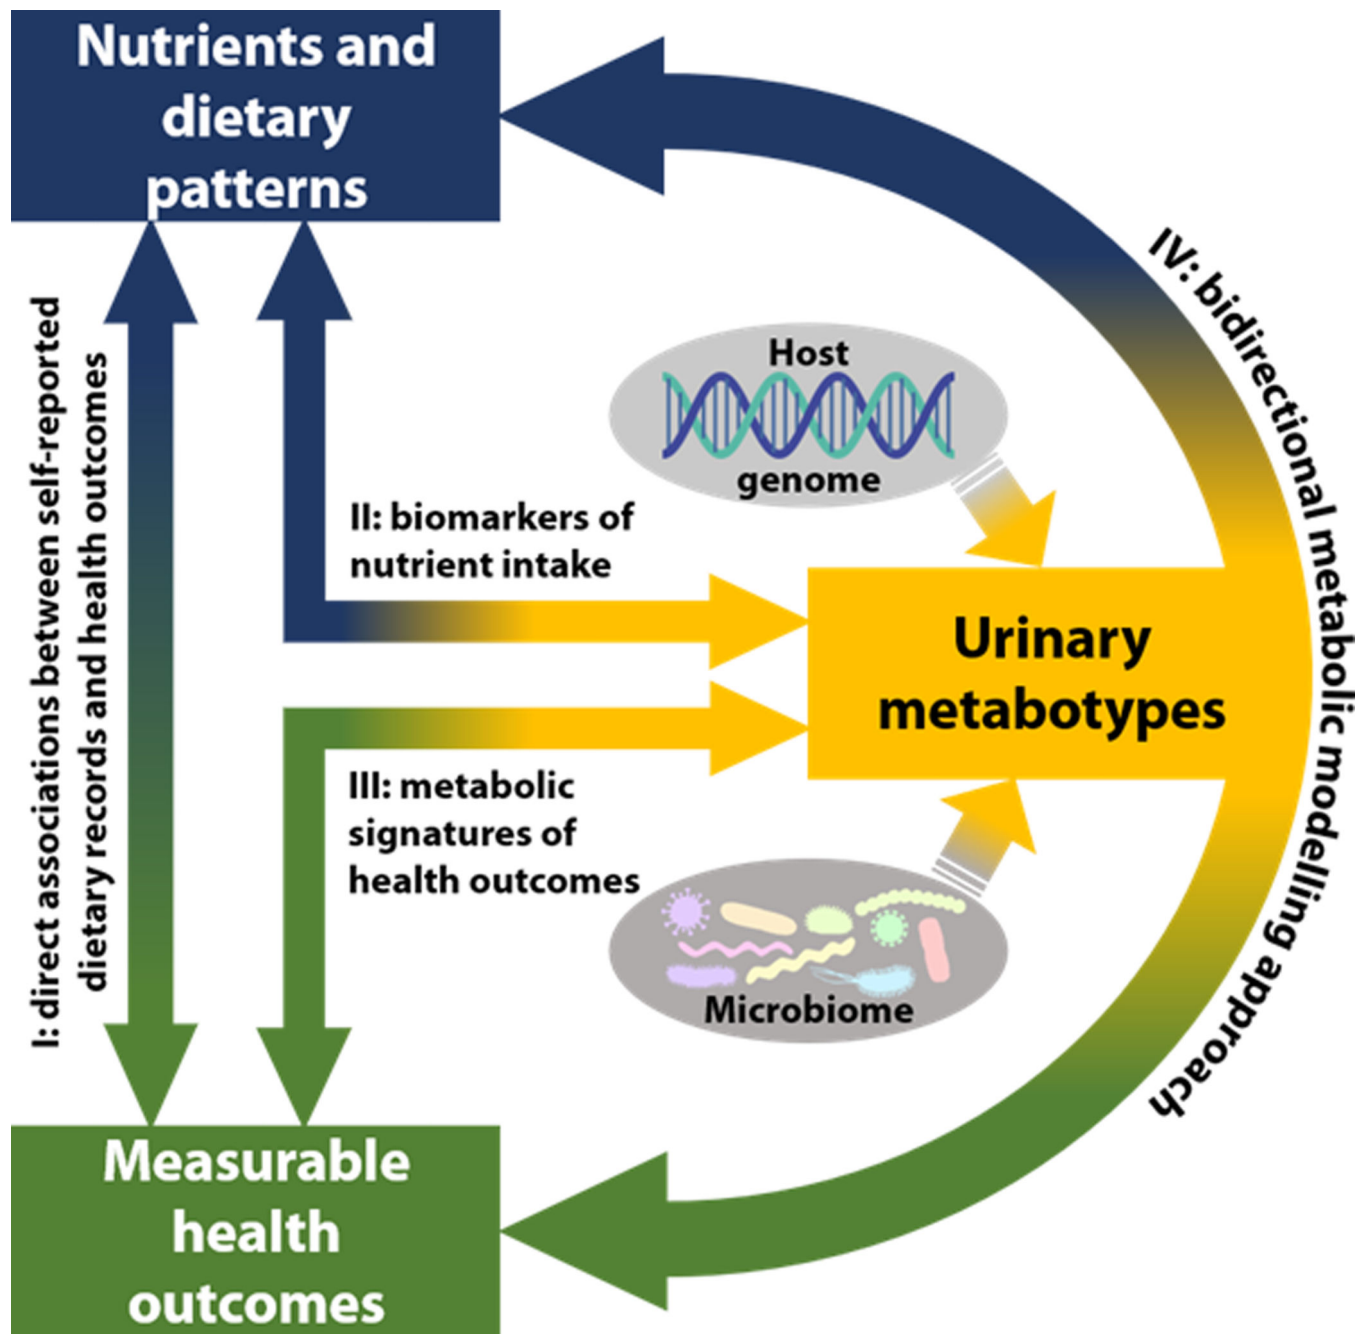 Nutrients and
dietary
patterns
I: direct associations between self-reported
dietary records and health outcomes
II: biomarkers of
nutrient intake
Host
genome
IV: bidirectional metabolic modelling approach
Urinary
metabotypes
III: metabolic
signatures of
health outcomes
Microbiome
Measurable
health
outcomes